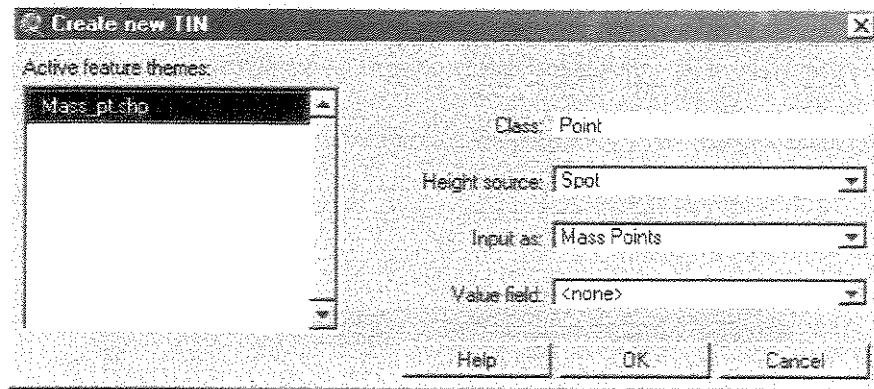 Create new TIN
Active feature themes:
Mass_pt.shp
Class: Point
Height source: Spot
Input as: Mass Points
Value field: <none>
Help OK Cancel